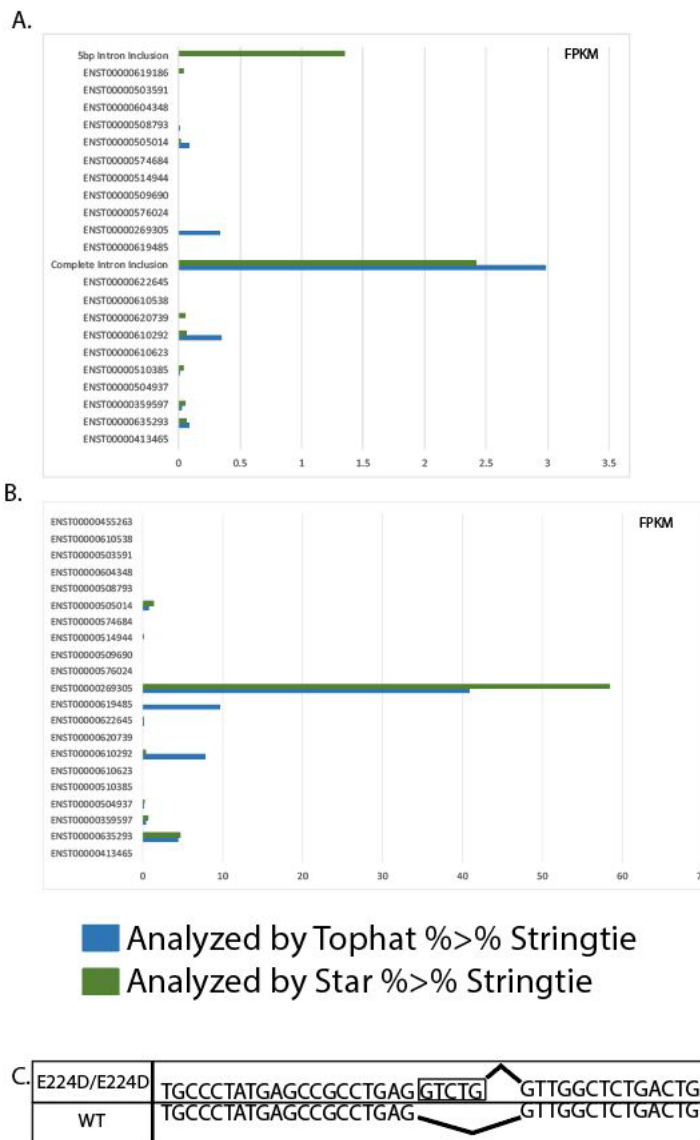 A.
FPKM
5bp Intron Inclusion
ENST00000619186
ENST00000503591
ENST00000604348
ENST00000508793
ENST00000505014
ENST00000574684
ENST00000514944
ENST00000509690
ENST00000576024
ENST00000269305
ENST00000619485
Complete Intron Inclusion
ENST00000622645
ENST00000610538
ENST00000620739
ENST00000610292
ENST00000610623
ENST00000510385
ENST00000504937
ENST00000359597
ENST00000635293
ENST00000413465
0 0.5 1 1.5 2 2.5 3 3.5
B.
FPKM
ENST00000455263
ENST00000610538
ENST00000503591
ENST00000604348
ENST00000508793
ENST00000505014
ENST00000574684
ENST00000514944
ENST00000509690
ENST00000576024
ENST00000269305
ENST00000619485
ENST00000622645
ENST00000620739
ENST00000610292
ENST00000610623
ENST00000510385
ENST00000504937
ENST00000359597
ENST00000635293
ENST00000413465
0 10 20 30 40 50 60
Analyzed by Tophat %>% Stringtie
Analyzed by Star %>% Stringtie
C. E224D/E224D TGCCCTATGAGCCGCCTGAG GTCTG GTTGGCTCTGACTG
WT TGCCCTATGAGCCGCCTGAG GTTGGCTCTGACTG